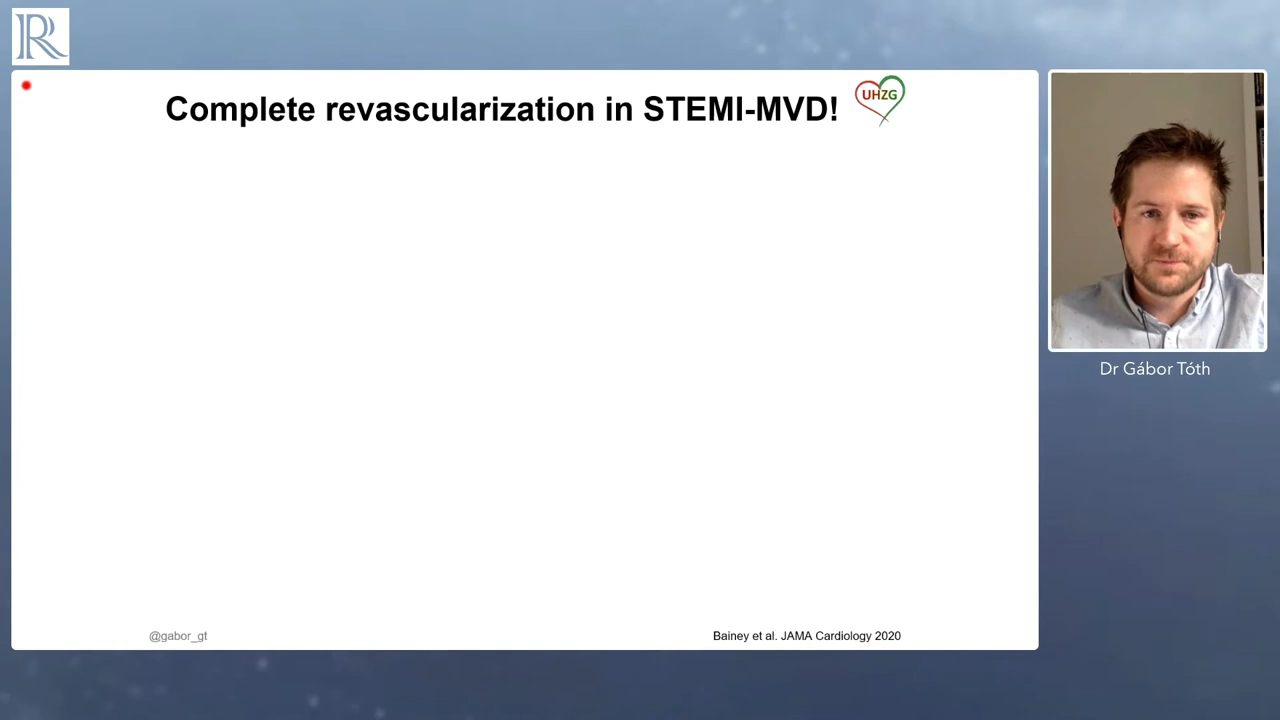 R
Complete revascularization in STEMI-MVD!
UHZG
Dr Gábor Tóth
@gabor_gt
Bainey et al. JAMA Cardiology 2020